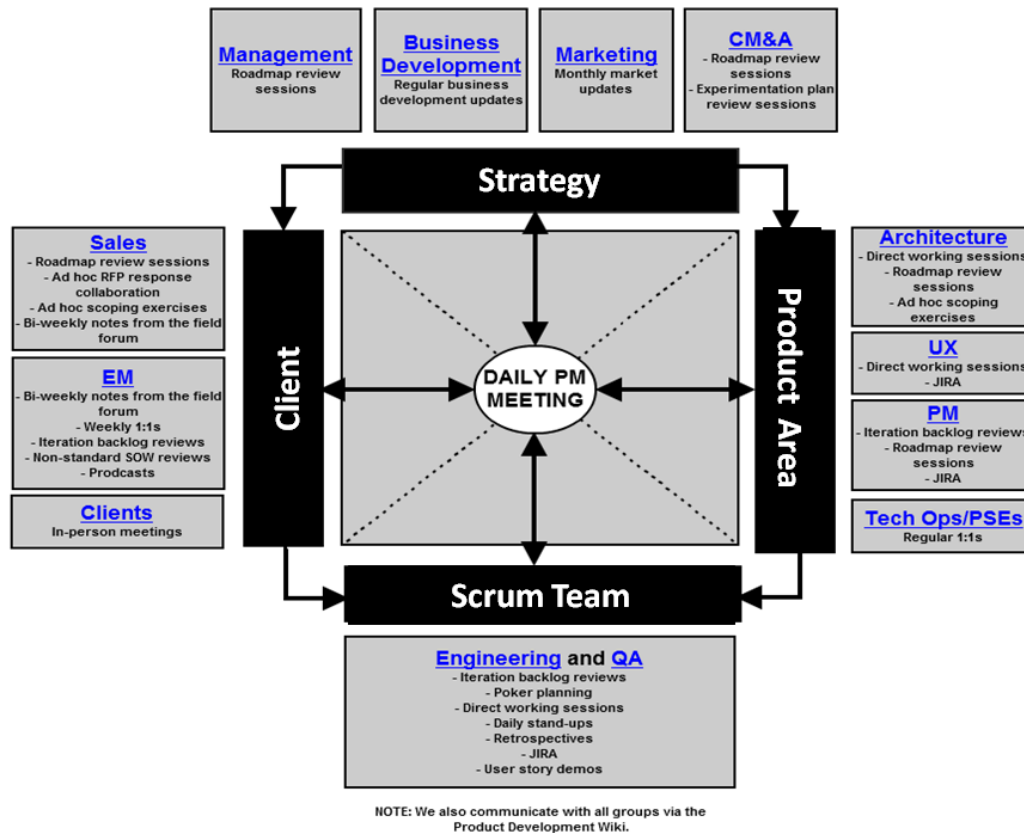 Management
Roadmap review
sessions
Business
Development
Regular business
development updates
Marketing
Monthly market
updates
CM&A
- Roadmap review
sessions
- Experimentation plan
review sessions
Strategy
Sales
- Roadmap review sessions
- Ad hoc RFP response
collaboration
- Ad hoc scoping exercises
- Bi-weekly notes from the field
forum
EM
- Bi-weekly notes from the field
forum
- Weekly 1:1s
- Iteration backlog reviews
- Non-standard SOW reviews
- Prodcasts
Clients
In-person meetings
Client
DAILY PM
MEETING
Product Area
Architecture
- Direct working sessions
- Roadmap review
sessions
- Ad hoc scoping
exercises
UX
- Direct working sessions
- JIRA
PM
- Iteration backlog reviews
- Roadmap review
sessions
- JIRA
Tech Ops/PSEs
Regular 1:1s
Scrum Team
Engineering and QA
- Iteration backlog reviews
- Poker planning
- Direct working sessions
- Daily stand-ups
- Retrospectives
- JIRA
- User story demos
NOTE: We also communicate with all groups via the
Product Development Wiki.